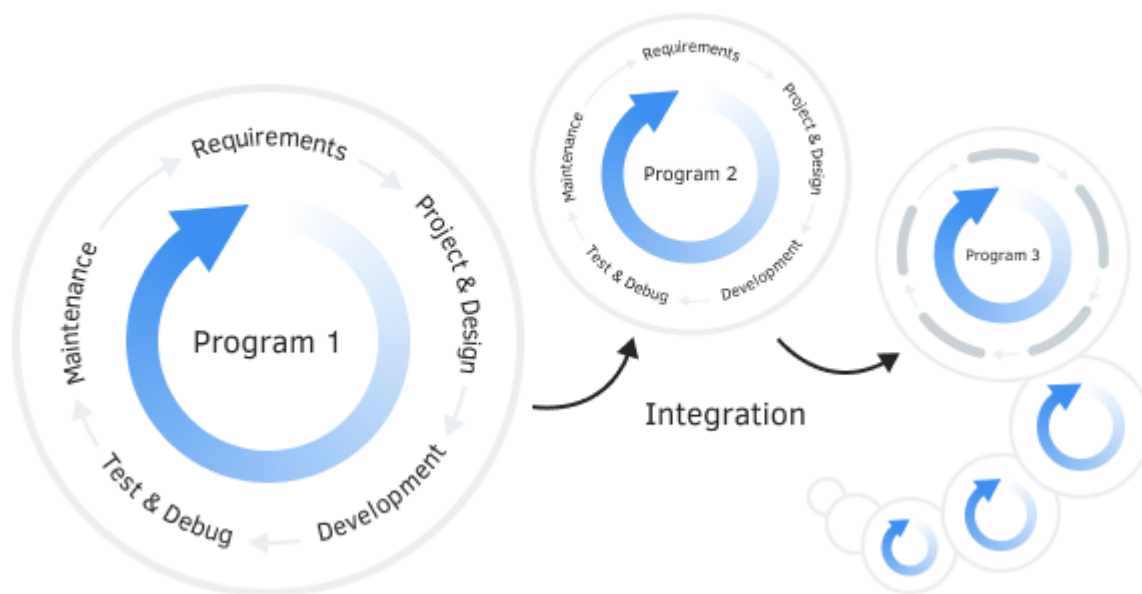 Requirements
Project & Design
Development
Test & Debug
Maintenance
Program 1
Requirements
Project & Design
Development
Test & Debug
Maintenance
Program 2
Integration
Program 3